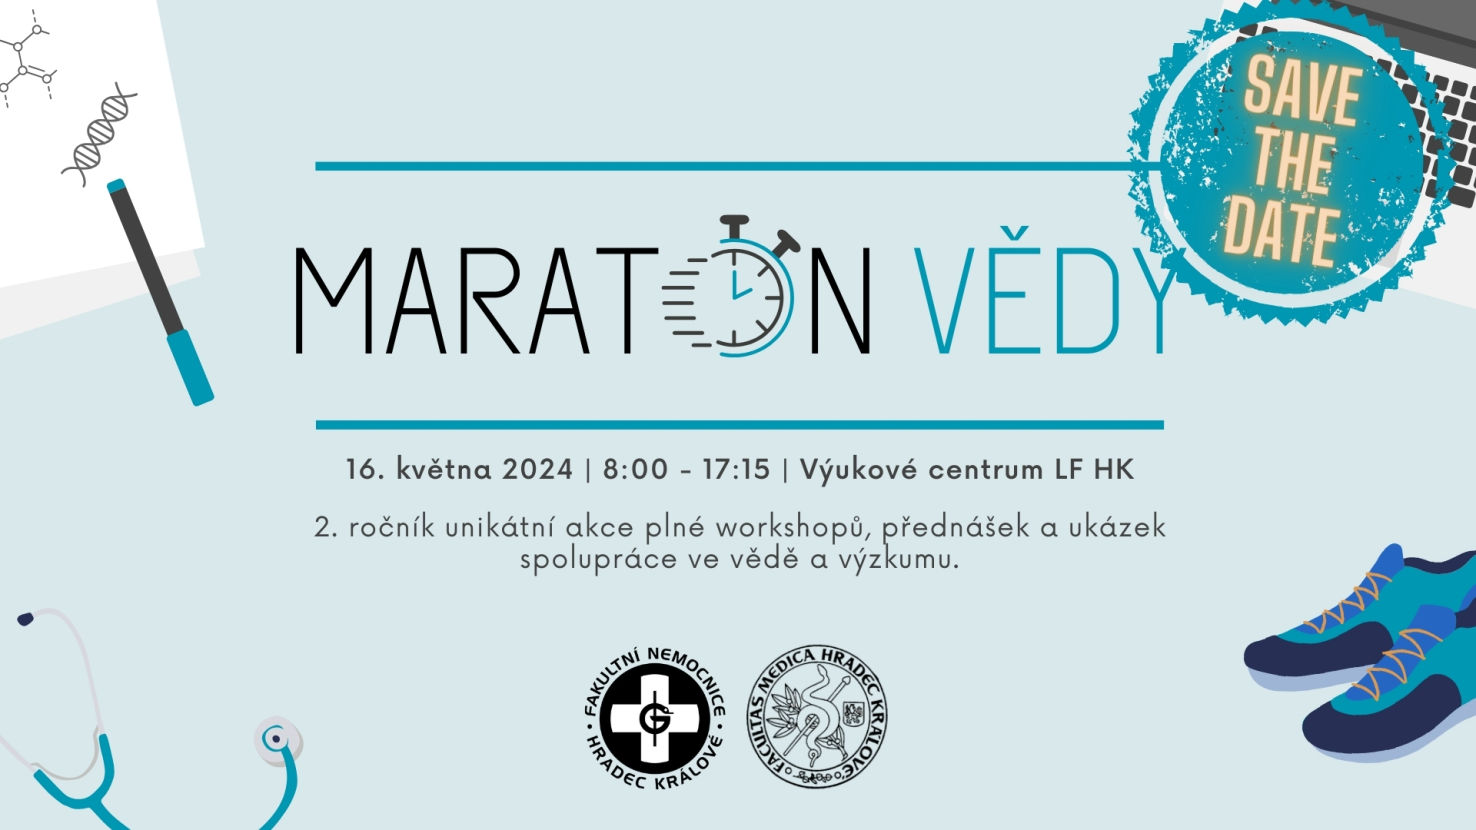 SAVE
THE
DATE
MARATON VĚDY
16. května 2024 | 8:00 - 17:15 | Výukové centrum LF HK
2. ročník unikátní akce plné workshopů, přednášek a ukázek
spolupráce ve vědě a výzkumu.
FAKULTNÍ NEMOCNICE
• HRADEC KRÁLOVÉ •
FACULTAS MEDICA HRADEC KRÁLOVÉ